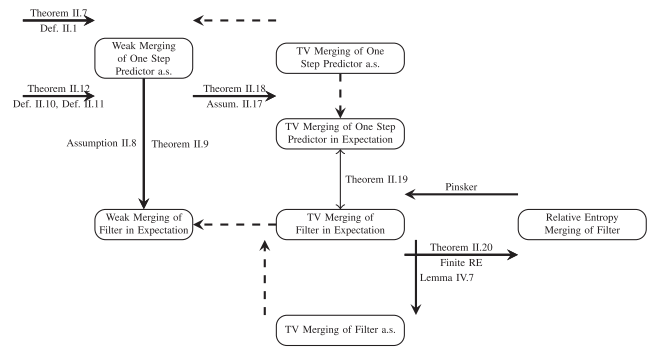 Theorem II.7
Def. II.1
Weak Merging
of One Step
Predictor a.s.
TV Merging of One
Step Predictor a.s.
Theorem II.12
Def. II.10, Def. II.11
Theorem II.18
Assum. II.17
TV Merging of One Step
Predictor in Expectation
Assumption II.8
Theorem II.9
Theorem II.19
Pinsker
Weak Merging of
Filter in Expectation
TV Merging of
Filter in Expectation
Relative Entropy
Merging of Filter
Theorem II.20
Finite RE
Lemma IV.7
TV Merging of Filter a.s.